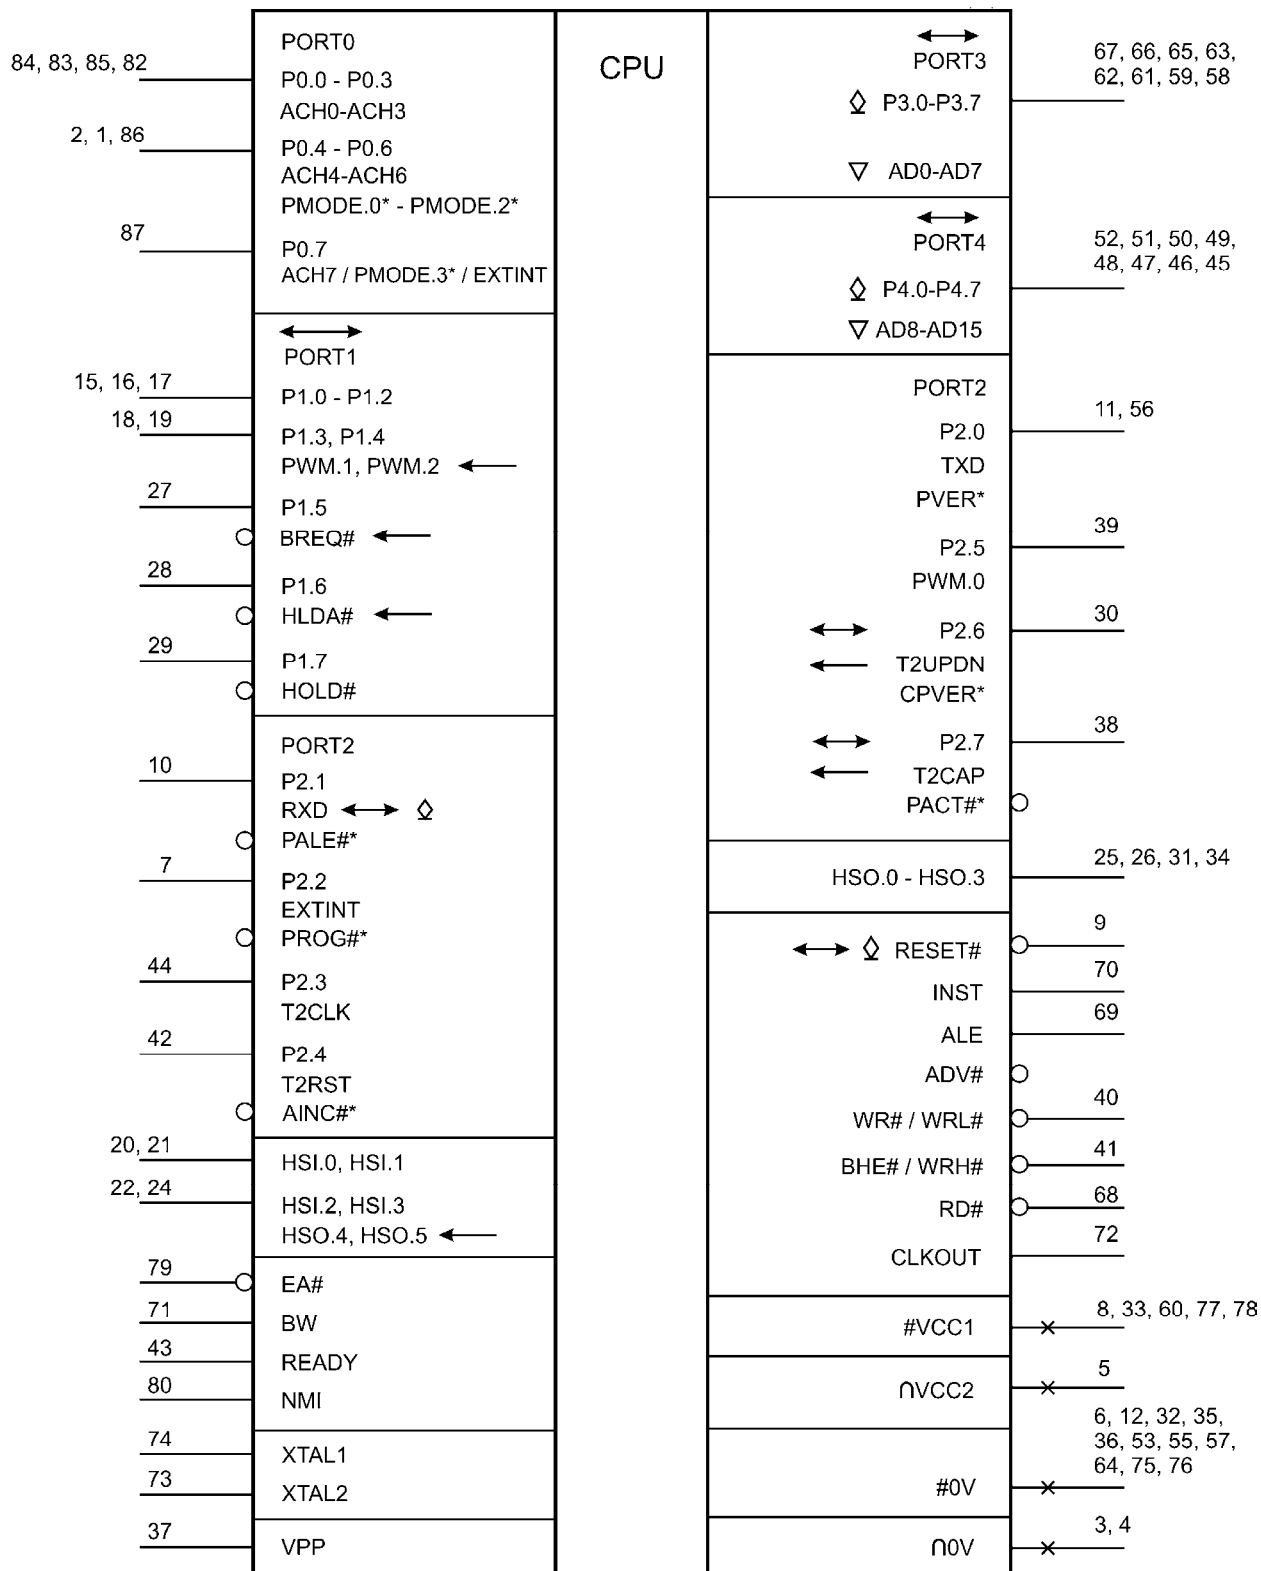 84, 83, 85, 82
2, 1, 86
87
15, 16, 17
18, 19
27
28
29
10
7
44
42
20, 21
22, 24
79
71
43
80
74
73
37
PORT0
P0.0 - P0.3
ACH0-ACH3
P0.4 - P0.6
ACH4-ACH6
PMODE.0* - PMODE.2*
P0.7
ACH7 / PMODE.3* / EXTINT
PORT1
P1.0 - P1.2
P1.3, P1.4
PWM.1, PWM.2
P1.5
BREQ#
P1.6
HLDA#
P1.7
HOLD#
PORT2
P2.1
RXD
PALE#*
P2.2
EXTINT
PROG#*
P2.3
T2CLK
P2.4
T2RST
AINC#*
HSI.0, HSI.1
HSI.2, HSI.3
HSO.4, HSO.5
EA#
BW
READY
NMI
XTAL1
XTAL2
VPP
CPU
PORT3
P3.0-P3.7
AD0-AD7
PORT4
P4.0-P4.7
AD8-AD15
PORT2
P2.0
TXD
PVER*
P2.5
PWM.0
P2.6
T2UPDN
CPVER*
P2.7
T2CAP
PACT#*
HSO.0 - HSO.3
RESET#
INST
ALE
ADV#
WR# / WRL#
BHE# / WRH#
RD#
CLKOUT
#VCC1
∩VCC2
#0V
∩0V
67, 66, 65, 63,
62, 61, 59, 58
52, 51, 50, 49,
48, 47, 46, 45
11, 56
39
30
38
25, 26, 31, 34
9
70
69
40
41
68
72
8, 33, 60, 77, 78
5
6, 12, 32, 35,
36, 53, 55, 57,
64, 75, 76
3, 4